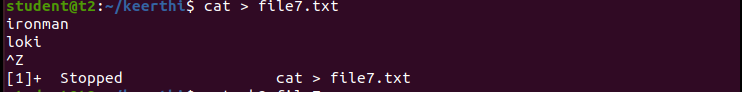 student@t2:~/keerthi$ cat > file7.txt
ironman
loki
^Z
[1]+  Stopped                 cat > file7.txt